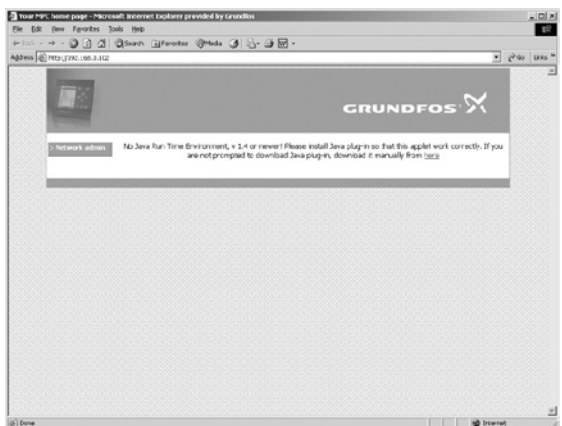 Your MPC home page - Microsoft Internet Explorer provided by Grundfos
File Edit View Favorites Tools Help
Back Search Favorites Media
Address http://192.168.0.102 Go Links
GRUNDFOS
> Network admin
No Java Run Time Environment, v 1.4 or newer! Please install Java plug-in so that this applet work correctly. If you
are not prompted to download Java plug-in, download it manually from here
Done Internet